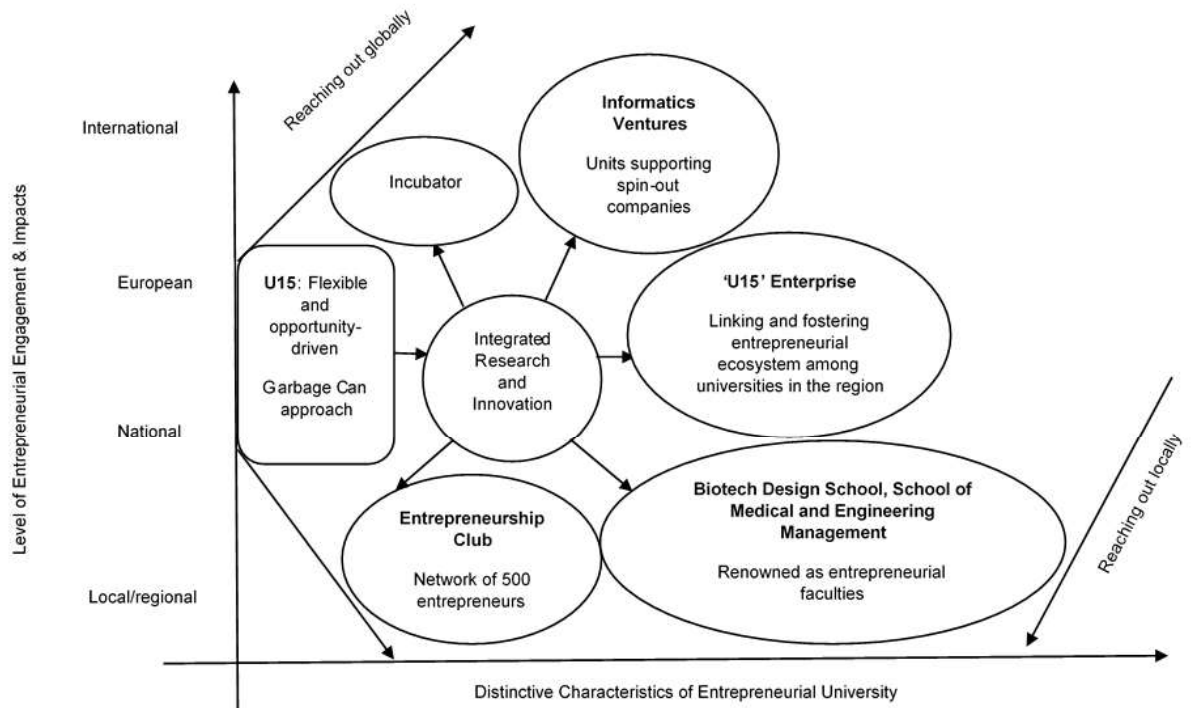 Level of Entrepreneurial Engagement & Impacts
International
European
National
Local/regional
Reaching out globally
Incubator
Informatics
Ventures
Units supporting
spin-out
companies
U15: Flexible
and
opportunity-
driven
Garbage Can
approach
Integrated
Research
and
Innovation
‘U15’ Enterprise
Linking and fostering
entrepreneurial
ecosystem among
universities in the region
Entrepreneurship
Club
Network of 500
entrepreneurs
Biotech Design School, School of
Medical and Engineering
Management
Renowned as entrepreneurial
faculties
Reaching out locally
Distinctive Characteristics of Entrepreneurial University